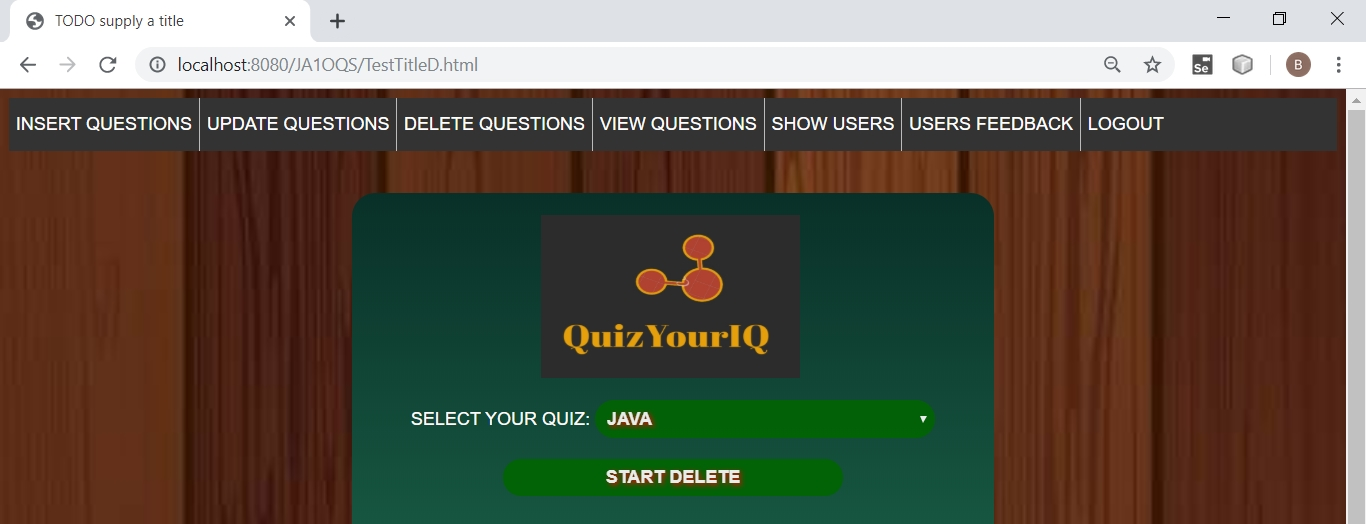 TODO supply a title
localhost:8080/JA1OQS/TestTitleD.html
Se
B
INSERT QUESTIONS UPDATE QUESTIONS DELETE QUESTIONS VIEW QUESTIONS SHOW USERS USERS FEEDBACK LOGOUT
QuizYourIQ
SELECT YOUR QUIZ: JAVA
START DELETE